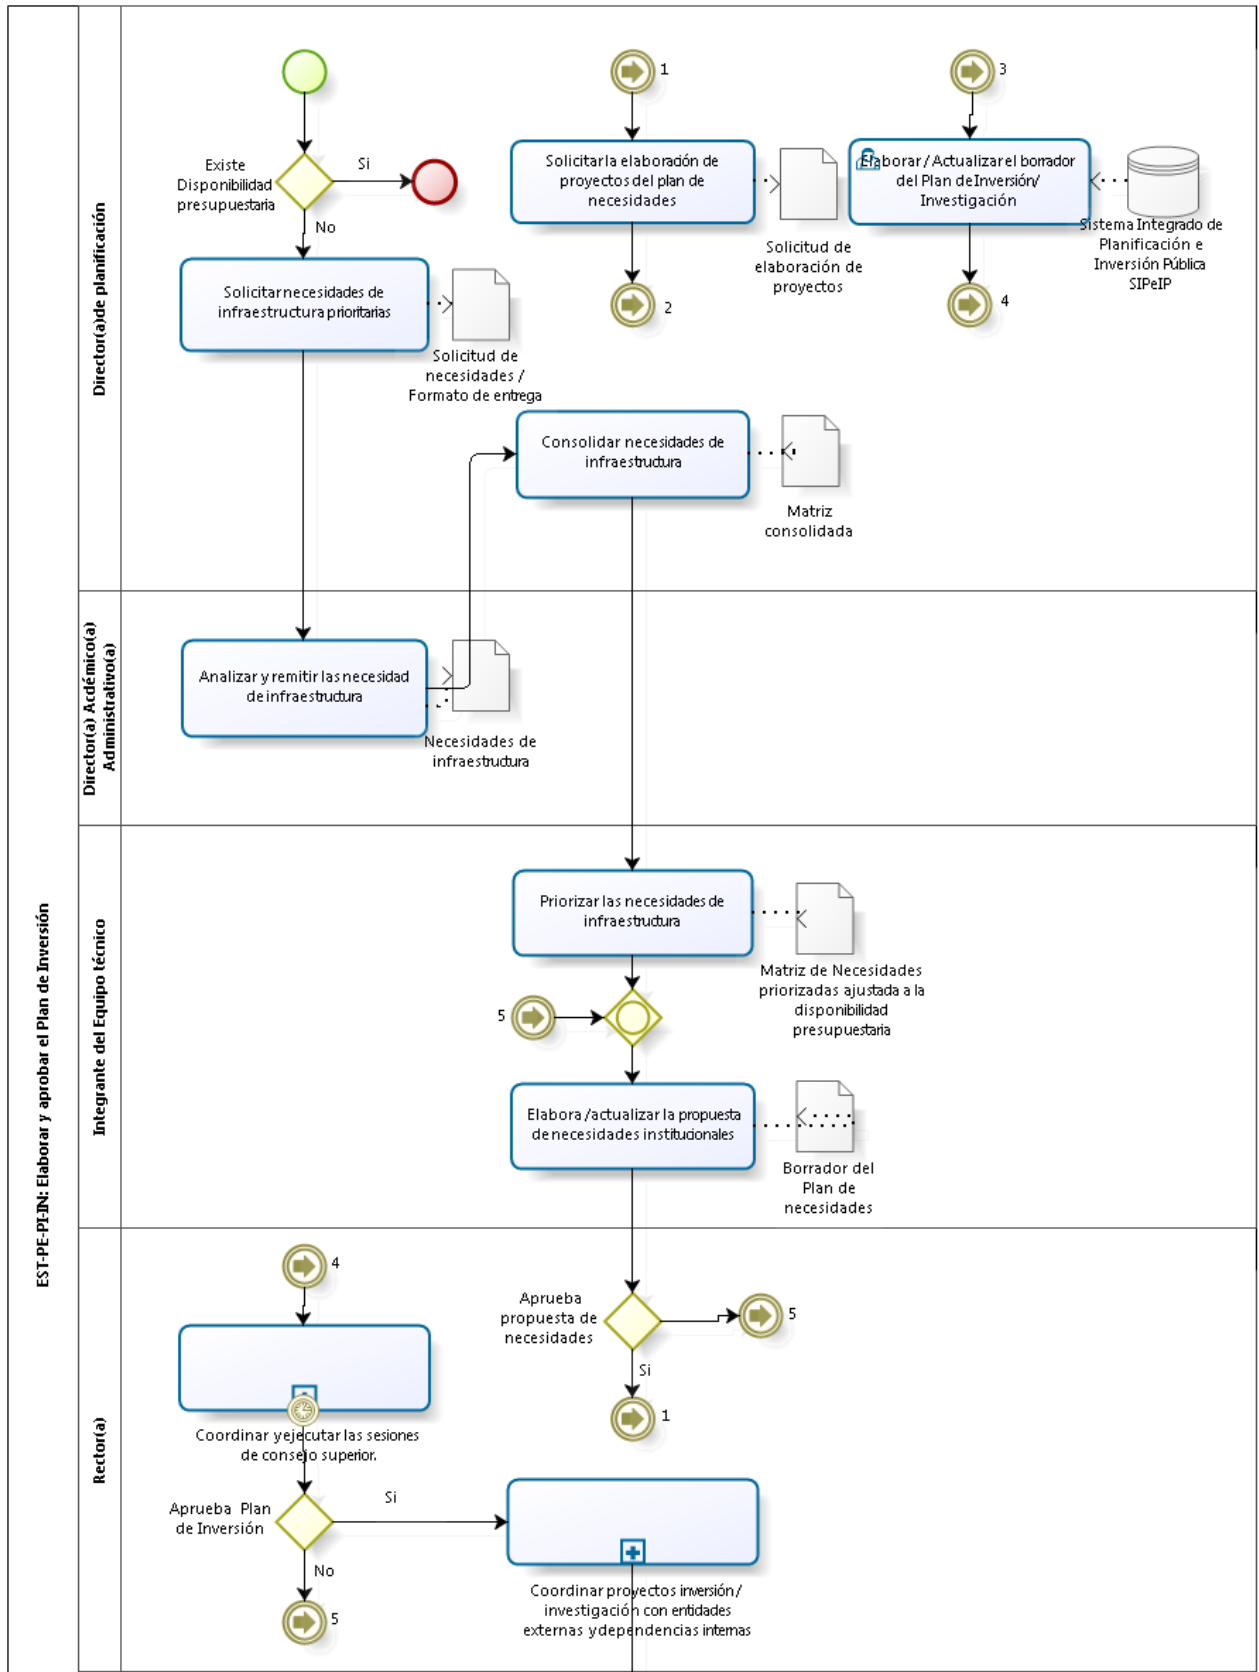 EST-PE-PI-IN: Elaborar y aprobar el Plan de Inversión
Director(a)de planificación
Existe
Disponibilidad
presupuestaria
Si
No
Solicitar necesidades de
infraestructura prioritarias
Solicitud de
necesidades /
Formato de entrega
1
Solicitar la elaboración de
proyectos del plan de
necesidades
Solicitud de
elaboración de
proyectos
2
3
Elaborar / Actualizar el borrador
del Plan de Inversión/
Investigación
Sistema Integrado de
Planificación e
Inversión Pública
SIPeIP
4
Consolidar necesidades de
infraestructura
Matriz
consolidada
Director(a) Acdémico(a)
Administrativo(a)
Analizar y remitir las necesidad
de infraestructura
Necesidades de
infraestructura
Integrante del Equipo técnico
Priorizar las necesidades de
infraestructura
Matriz de Necesidades
priorizadas ajustada a la
disponibilidad
presupuestaria
5
Elabora /actualizar la propuesta
de necesidades institucionales
Borrador del
Plan de
necesidades
Rector(a)
4
Coordinar y ejecutar las sesiones
de consejo superior.
Aprueba
propuesta de
necesidades
5
Si
1
Aprueba Plan
de Inversión
Si
No
5
Coordinar proyectos inversión/
investigación con entidades
externas y dependencias internas